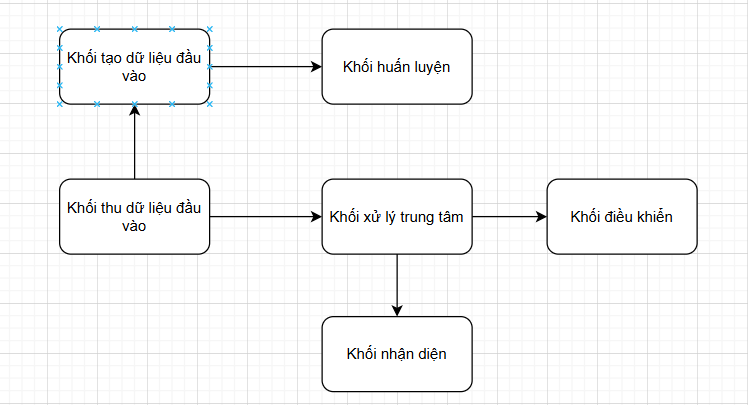 Khối tạo dữ liệu đầu
vào
Khối huấn luyện
Khối thu dữ liệu đầu
vào
Khối xử lý trung tâm
Khối điều khiển
Khối nhận diện